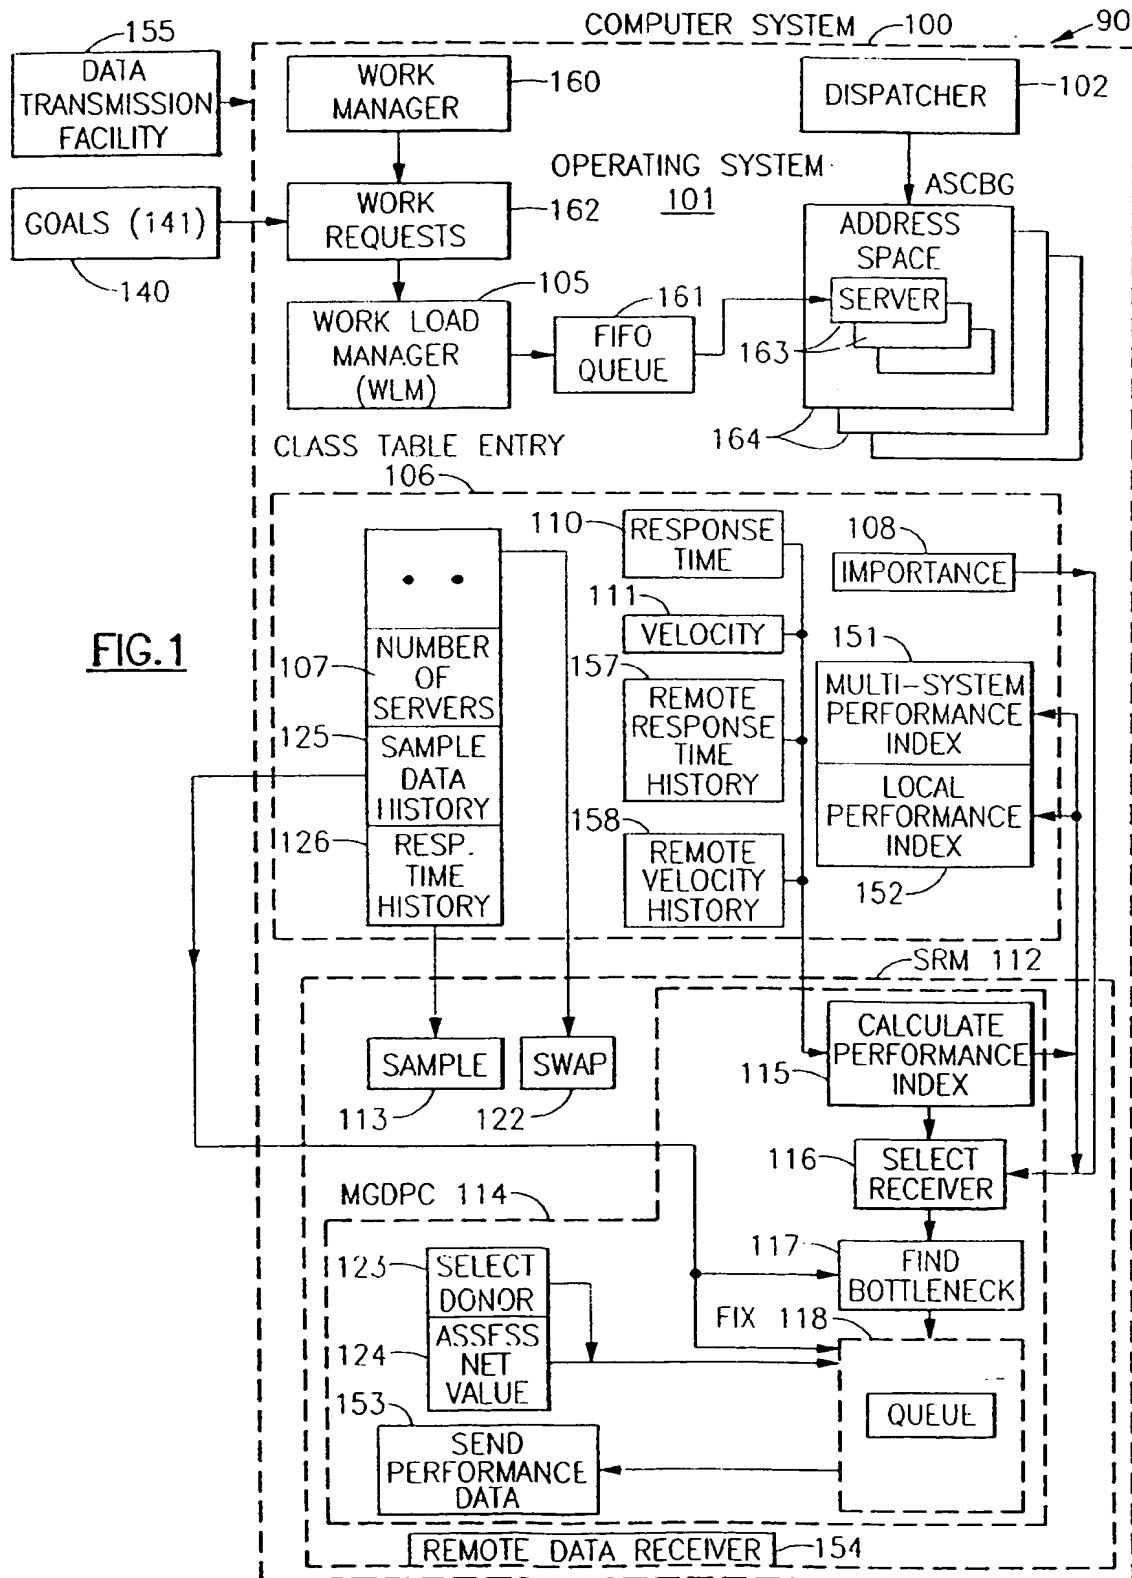 COMPUTER SYSTEM 100
90
155
DATA
TRANSMISSION
FACILITY
WORK
MANAGER
160
DISPATCHER
102
OPERATING SYSTEM
101
ASCBG
GOALS (141)
140
WORK
REQUESTS
162
105
WORK LOAD
MANAGER
(WLM)
161
FIFO
QUEUE
ADDRESS
SPACE
SERVER
163
164
CLASS TABLE ENTRY
106
110
RESPONSE
TIME
108
IMPORTANCE
111
VELOCITY
FIG.1
107
NUMBER
OF
SERVERS
157
REMOTE
RESPONSE
TIME
HISTORY
151
MULTI-SYSTEM
PERFORMANCE
INDEX
125
SAMPLE
DATA
HISTORY
LOCAL
PERFORMANCE
INDEX
152
126
RESP.
TIME
HISTORY
158
REMOTE
VELOCITY
HISTORY
SRM 112
SAMPLE
113
SWAP
122
CALCULATE
PERFORMANCE
INDEX
115
116
SELECT
RECEIVER
MGDPC 114
117
FIND
BOTTLENECK
123
SELECT
DONOR
124
ASSESS
NET
VALUE
FIX 118
QUEUE
153
SEND
PERFORMANCE
DATA
REMOTE DATA RECEIVER
154